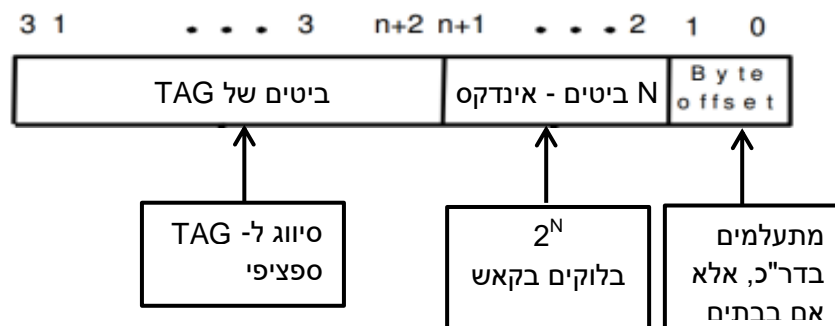 3 1 . . . 3 n+2 n+1 . . . 2 1 0
ביטים של TAG
N ביטים - אינדקס
Byte
offset
סיווג ל- TAG
ספציפי
2^N
בלוקים בקאש
מתעלמים
בדר"כ, אלא
אם בבתים